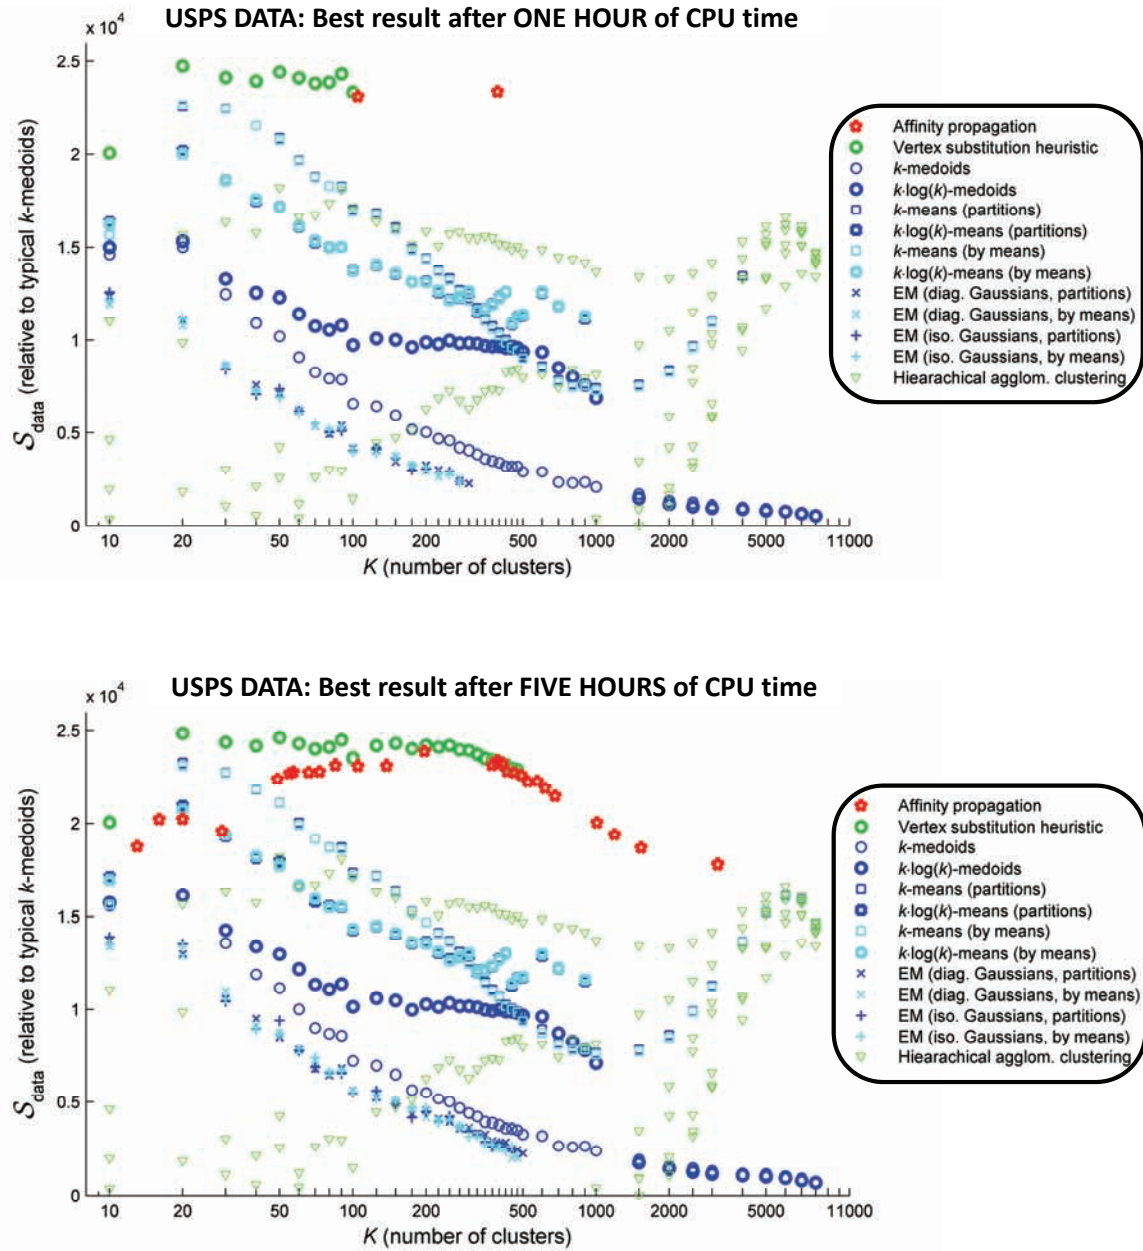 USPS DATA: Best result after ONE HOUR of CPU time
x 10⁴
2.5
2
1.5
1
0.5
0
S_data (relative to typical k-medoids)
10 20 50 100 200 500 1000 2000 5000 11000
K (number of clusters)
Affinity propagation
Vertex substitution heuristic
k-medoids
k·log(k)-medoids
k-means (partitions)
k·log(k)-means (partitions)
k-means (by means)
k·log(k)-means (by means)
EM (diag. Gaussians, partitions)
EM (diag. Gaussians, by means)
EM (iso. Gaussians, partitions)
EM (iso. Gaussians, by means)
Hiearachical agglom. clustering
USPS DATA: Best result after FIVE HOURS of CPU time
x 10⁴
2.5
2
1.5
1
0.5
0
S_data (relative to typical k-medoids)
10 20 50 100 200 500 1000 2000 5000 11000
K (number of clusters)
Affinity propagation
Vertex substitution heuristic
k-medoids
k·log(k)-medoids
k-means (partitions)
k·log(k)-means (partitions)
k-means (by means)
k·log(k)-means (by means)
EM (diag. Gaussians, partitions)
EM (diag. Gaussians, by means)
EM (iso. Gaussians, partitions)
EM (iso. Gaussians, by means)
Hiearachical agglom. clustering